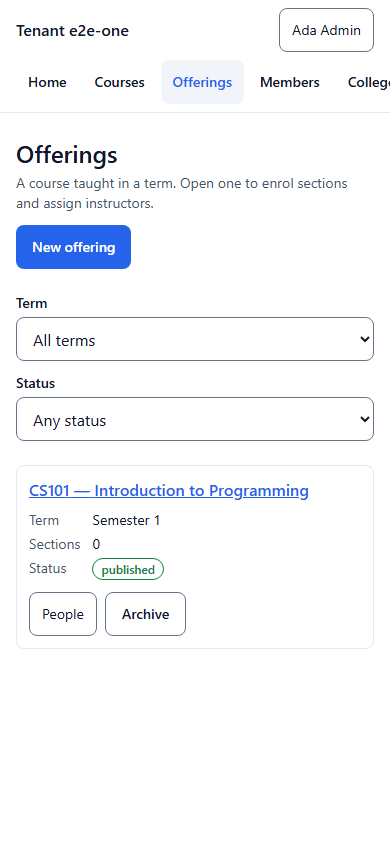 Tenant e2e-one
Ada Admin
Home Courses Offerings Members
Offerings
A course taught in a term. Open one to enrol sections
and assign instructors.
New offering
Term
All terms
Status
Any status
CS101 — Introduction to Programming
Term Semester 1
Sections 0
Status published
People Archive